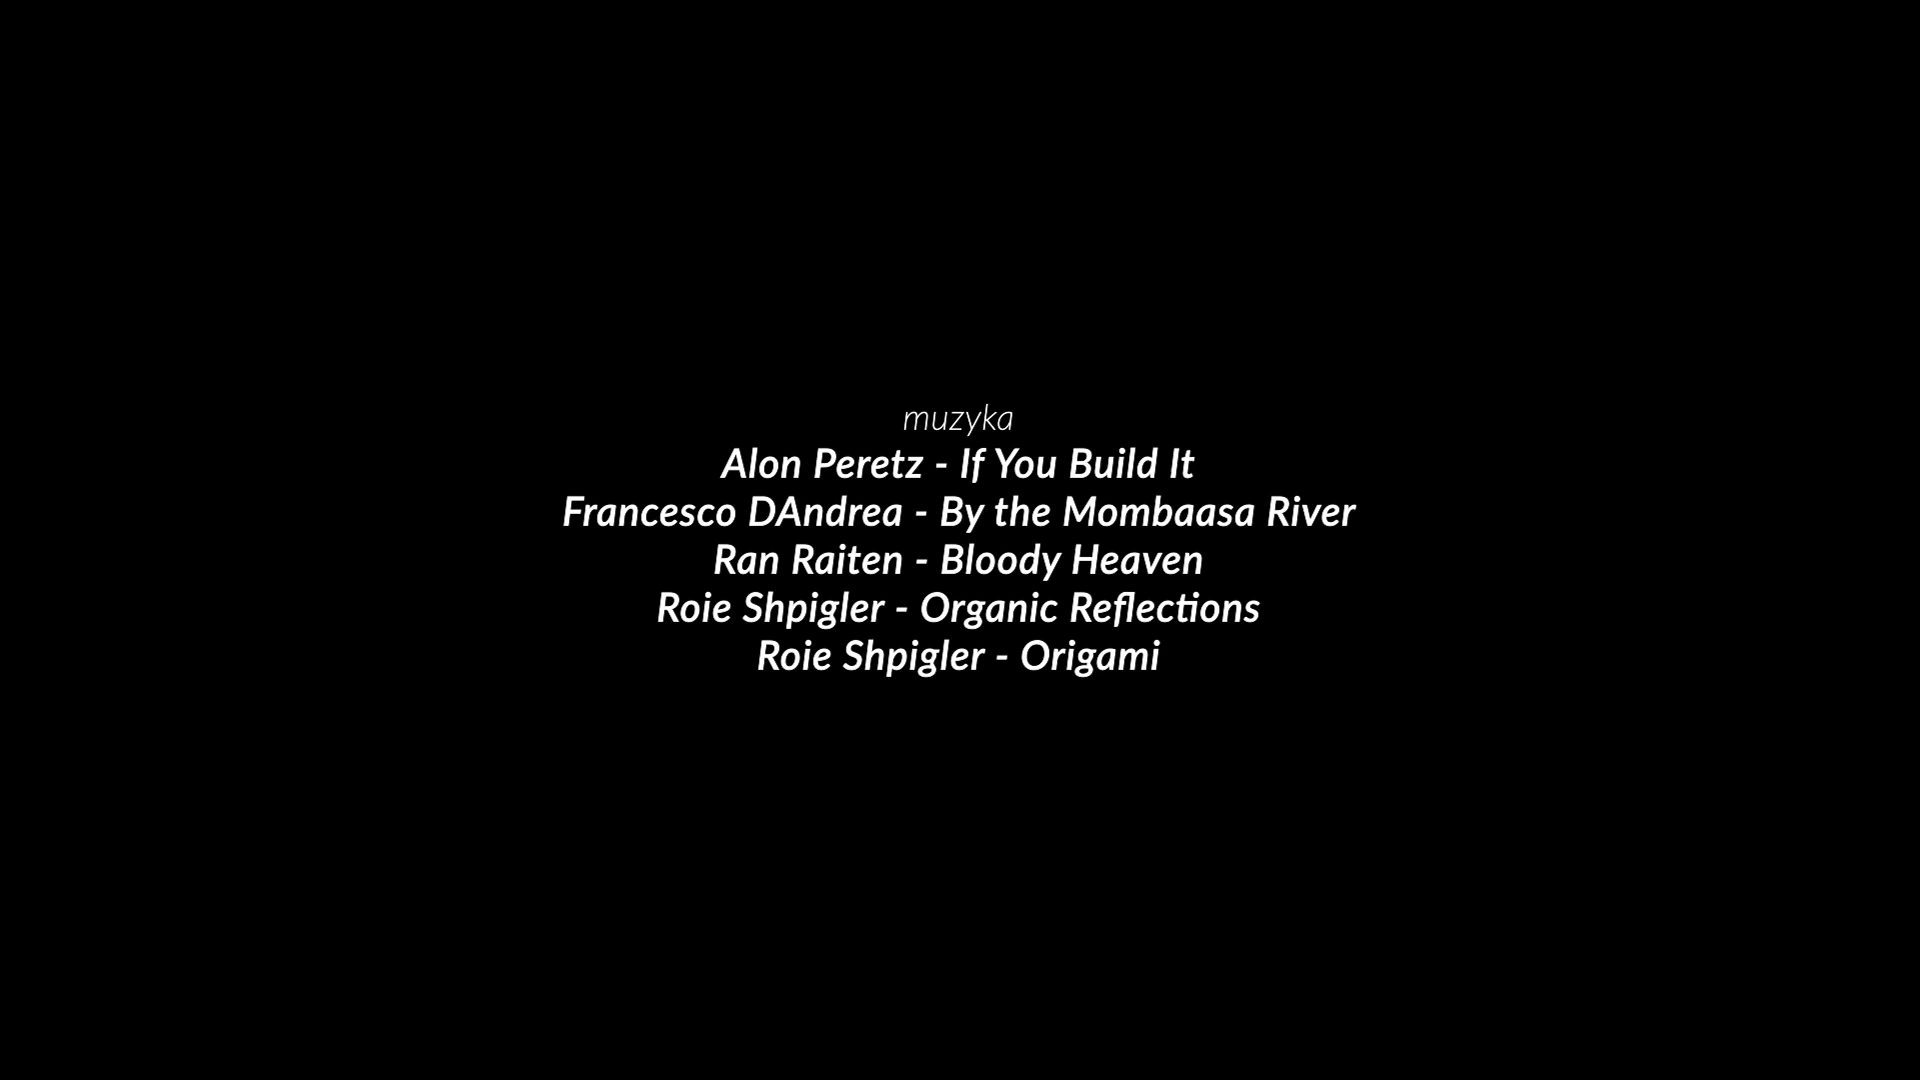 muzyka
Alon Peretz - If You Build It
Francesco DAndrea - By the Mombaasa River
Ran Raiten - Bloody Heaven
Roie Shpigler - Organic Reflections
Roie Shpigler - Origami